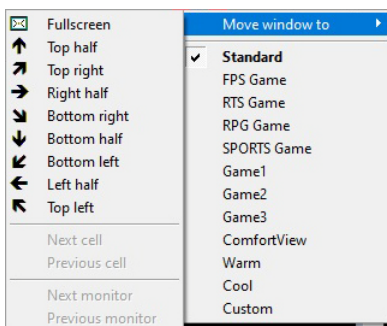 Fullscreen
Top half
Top right
Right half
Bottom right
Bottom half
Bottom left
Left half
Top left
Next cell
Previous cell
Next monitor
Previous monitor
Move window to
Standard
FPS Game
RTS Game
RPG Game
SPORTS Game
Game1
Game2
Game3
ComfortView
Warm
Cool
Custom